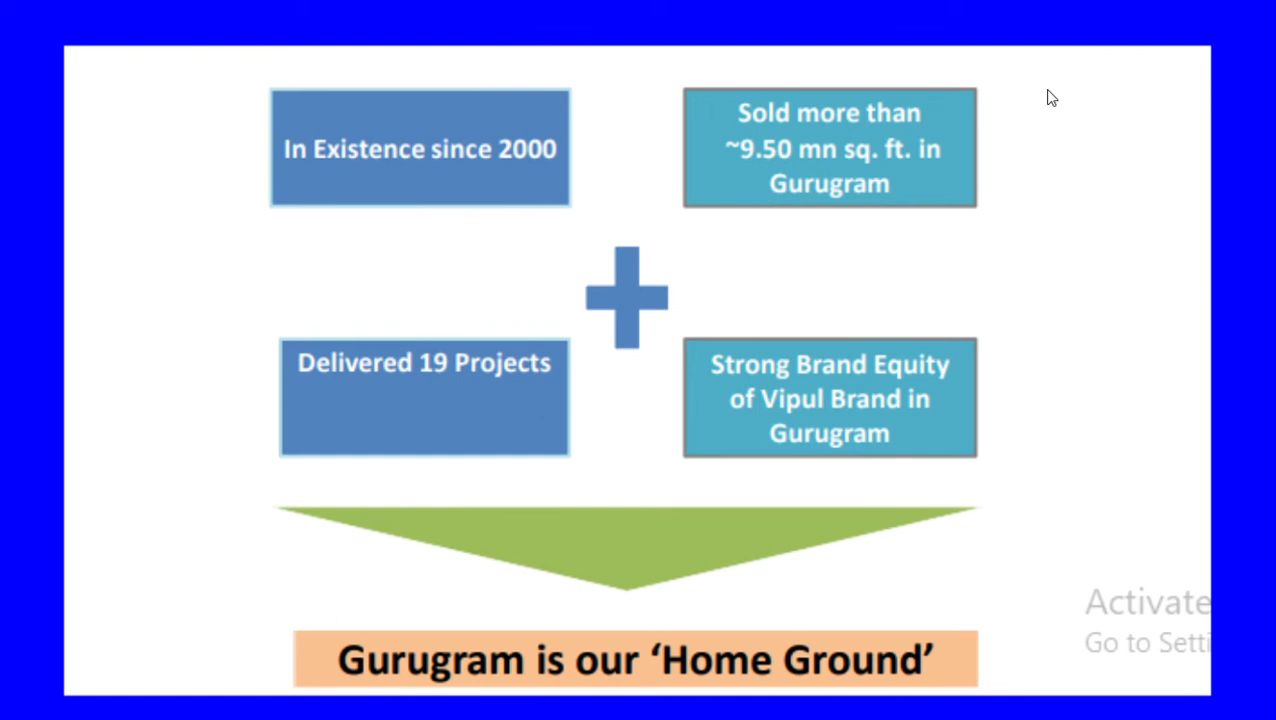 In Existence since 2000
Sold more than
~9.50 mn sq. ft. in
Gurugram
Delivered 19 Projects
Strong Brand Equity
of Vipul Brand in
Gurugram
Gurugram is our ‘Home Ground’
Activate
Go to Setti